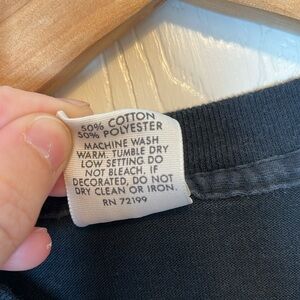 50% COTTON
50% POLYESTER
MACHINE WASH
WARM. TUMBLE DRY
LOW SETTING. DO
NOT BLEACH. IF
DECORATED, DO NOT
DRY CLEAN OR IRON.
RN 72199